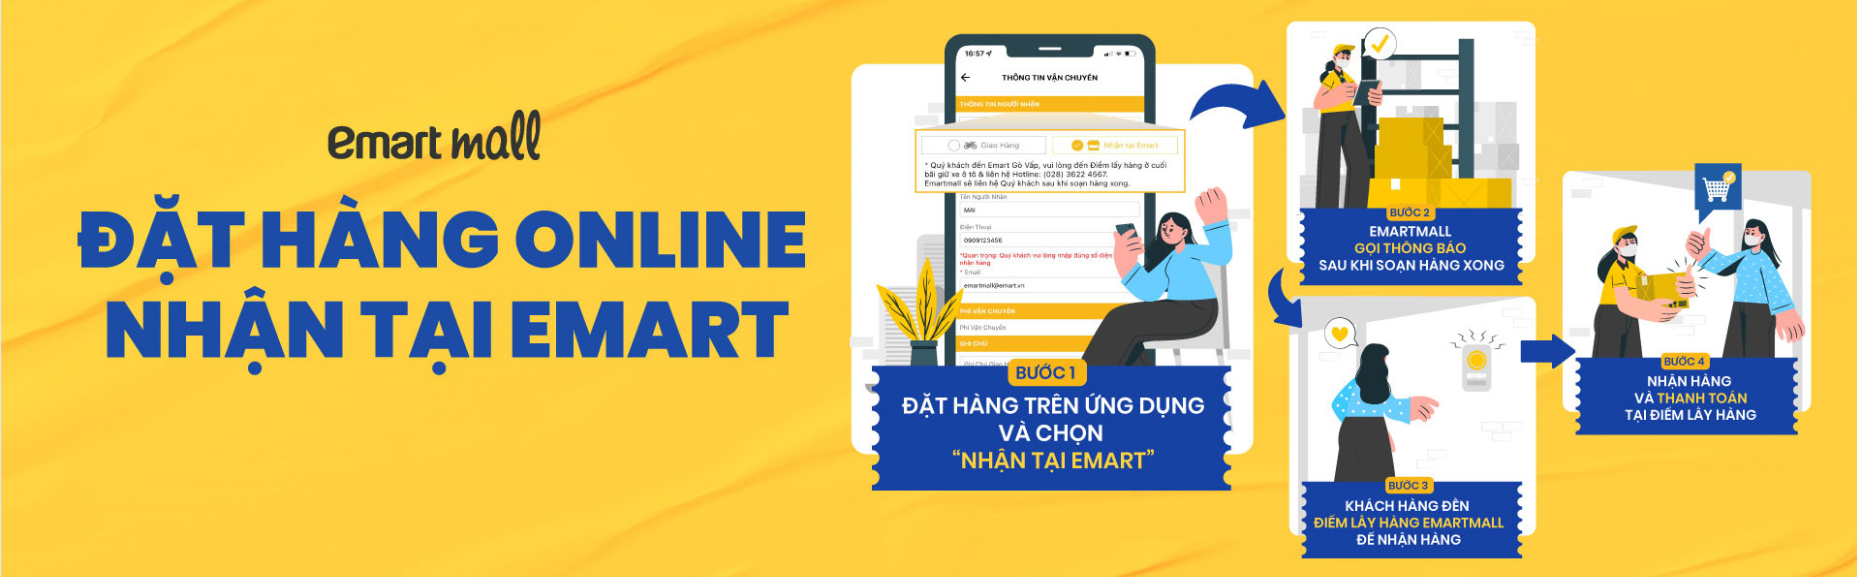 emart mall
ĐẶT HÀNG ONLINE
NHẬN TẠI EMART
16:57
THÔNG TIN VẬN CHUYỂN
THÔNG TIN NGƯỜI NHẬN
Giao Hàng
Nhận tại Emart
* Quý khách đến Emart Gò Vấp, vui lòng đến Điểm lấy hàng ở cuối
bãi giữ xe ô tô & liên hệ Hotline: (028) 3622 4567.
Emartmall sẽ liên hệ Quý khách sau khi soạn hàng xong.
Tên Người Nhận
MAI
Điện Thoại
0909123456
*Quan trọng: Quý khách vui lòng nhập đúng số điện
nhận hàng
* Email
emartmall@emart.vn
PHÍ VẬN CHUYỂN
Phí Vận Chuyển
GHI CHÚ
Ghi Chú Giao
BƯỚC 1
ĐẶT HÀNG TRÊN ỨNG DỤNG
VÀ CHỌN
“NHẬN TẠI EMART”
BƯỚC 2
EMARTMALL
GỌI THÔNG BÁO
SAU KHI SOẠN HÀNG XONG
BƯỚC 3
KHÁCH HÀNG ĐẾN
ĐIỂM LẤY HÀNG EMARTMALL
ĐỂ NHẬN HÀNG
BƯỚC 4
NHẬN HÀNG
VÀ THANH TOÁN
TẠI ĐIỂM LẤY HÀNG